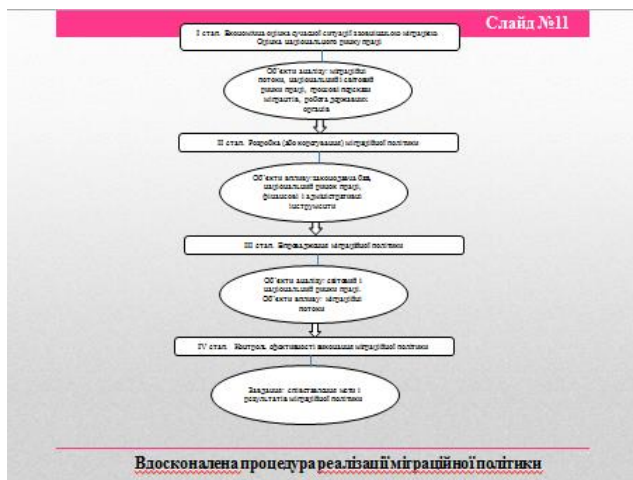 Слайд №11
І етап. Економічна оцінка сучасної ситуації із зовнішньою міграцією.
Оцінка національного ринку праці
Об'єкти аналізу: міграційні
потоки, національний і світовий
ринки праці, грошові перекази
мігрантів, робота державних
органів
ІІ етап. Розробка (або корегування) міграційної політики
Об'єкти впливу: законодавча база,
національний ринок праці,
фінансові і адміністративні
інструменти
ІІІ етап. Впровадження міграційної політики
Об'єкти аналізу: світовий і
національний ринки праці.
Об'єкти впливу: міграційні
потоки
IV етап. Контроль ефективності виконання міграційної політики
Завдання: співставлення мети і
результатів міграційної політики
Вдосконалена процедура реалізації міграційної політики